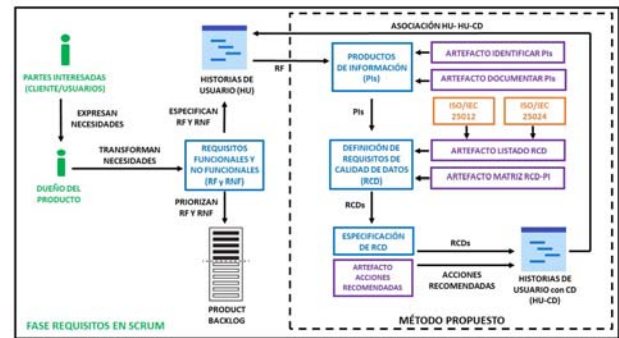 ASOCIACIÓN HU- HU-CD
PARTES INTERESADAS
(CLIENTE/USUARIOS)
EXPRESAN
NECESIDADES
DUEÑO DEL
PRODUCTO
TRANSFORMAN
NECESIDADES
HISTORIAS DE
USUARIO (HU)
RF
ESPECIFICAN
RF Y RNF
REQUISITOS
FUNCIONALES Y
NO FUNCIONALES
(RF y RNF)
PRIORIZAN
RF Y RNF
PRODUCT
BACKLOG
FASE REQUISITOS EN SCRUM
PRODUCTOS
DE INFORMACIÓN
(PIs)
ARTEFACTO IDENTIFICAR PIs
ARTEFACTO DOCUMENTAR PIs
PIs
ISO/IEC
25012
ISO/IEC
25024
DEFINICIÓN DE
REQUISITOS DE
CALIDAD DE DATOS
(RCD)
ARTEFACTO LISTADO RCD
ARTEFACTO MATRIZ RCD-PI
RCDs
ESPECIFICACIÓN
DE RCD
RCDs
ARTEFACTO
ACCIONES
RECOMENDADAS
ACCIONES
RECOMENDADAS
HISTORIAS DE
USUARIO con CD
(HU-CD)
MÉTODO PROPUESTO